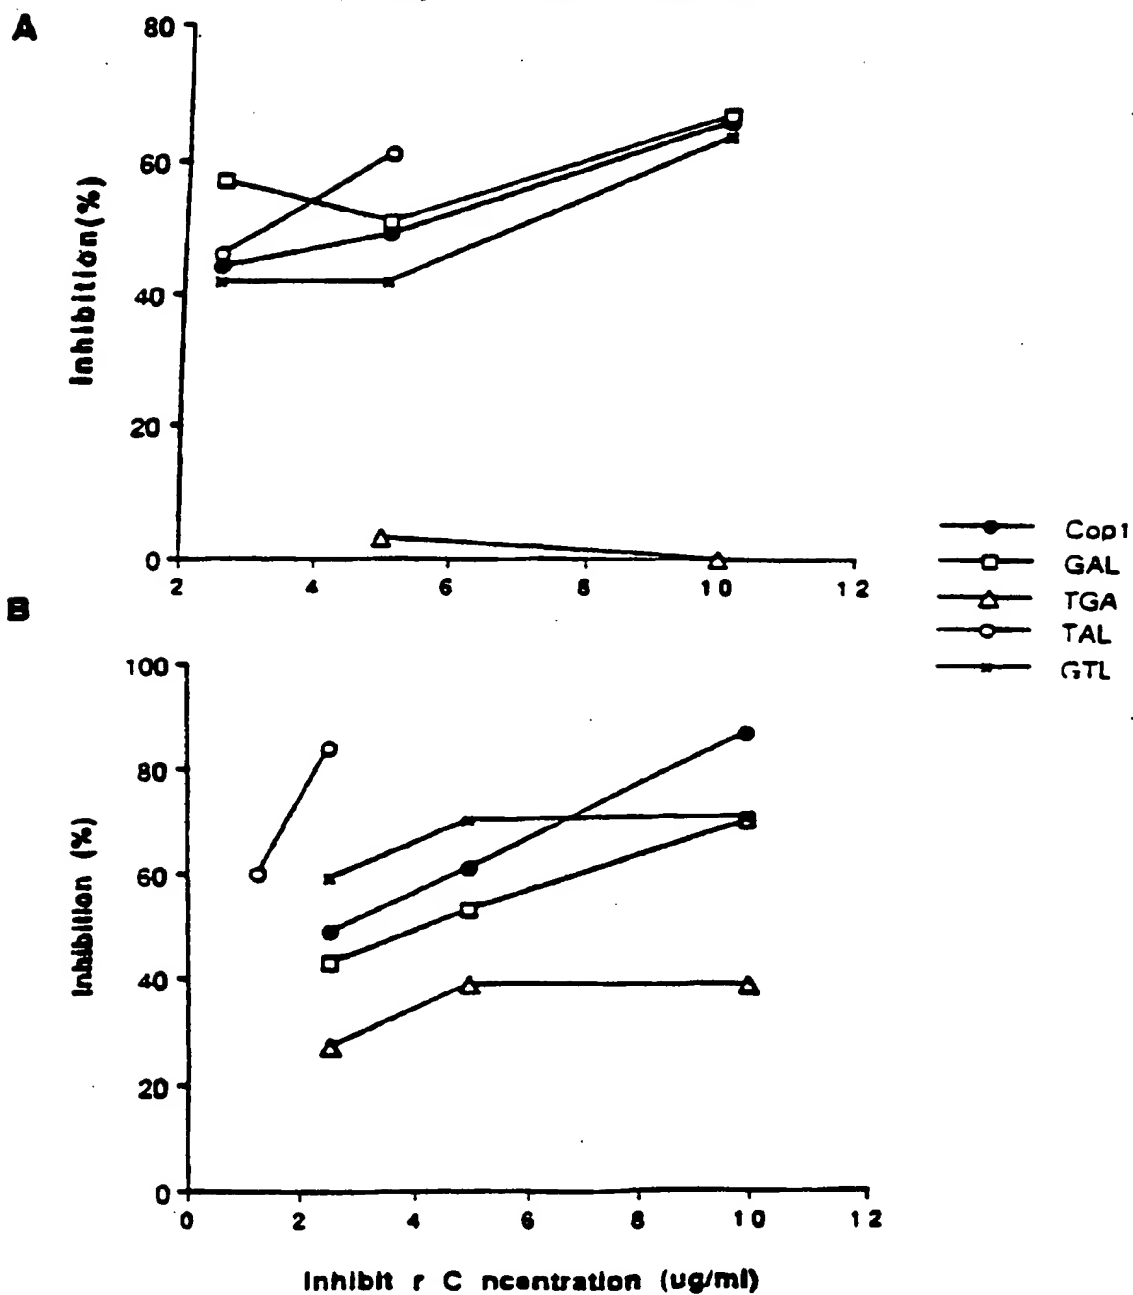 A
80
60
40
20
0
Inhibition(%)
2 4 6 8 10 12
Cop1
GAL
TGA
TAL
GTL
B
100
80
60
40
20
0
Inhibition (%)
0 2 4 6 8 10 12
Inhibit r C ncentration (ug/ml)